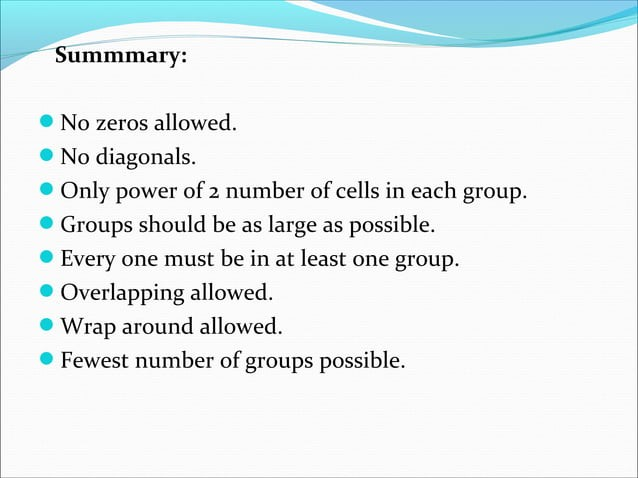 Summmary:
No zeros allowed.
No diagonals.
Only power of 2 number of cells in each group.
Groups should be as large as possible.
Every one must be in at least one group.
Overlapping allowed.
Wrap around allowed.
Fewest number of groups possible.